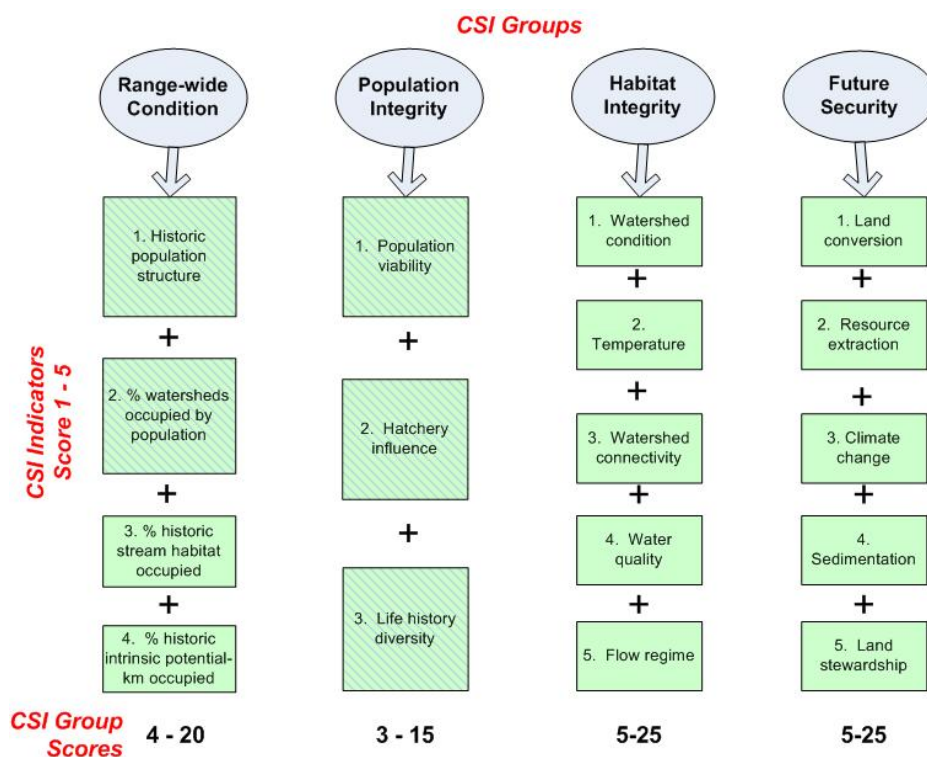 CSI Groups
Range-wide
Condition
Population
Integrity
Habitat
Integrity
Future
Security
CSI Indicators
Score 1 - 5
1. Historic
population
structure
+
2. % watersheds
occupied by
population
+
3. % historic
stream habitat
occupied
+
4. % historic
intrinsic potential-
km occupied
1. Population
viability
+
2. Hatchery
influence
+
3. Life history
diversity
1. Watershed
condition
+
2.
Temperature
+
3. Watershed
connectivity
+
4. Water
quality
+
5. Flow regime
1. Land
conversion
+
2. Resource
extraction
+
3. Climate
change
+
4.
Sedimentation
+
5. Land
stewardship
CSI Group
Scores
4 - 20
3 - 15
5-25
5-25